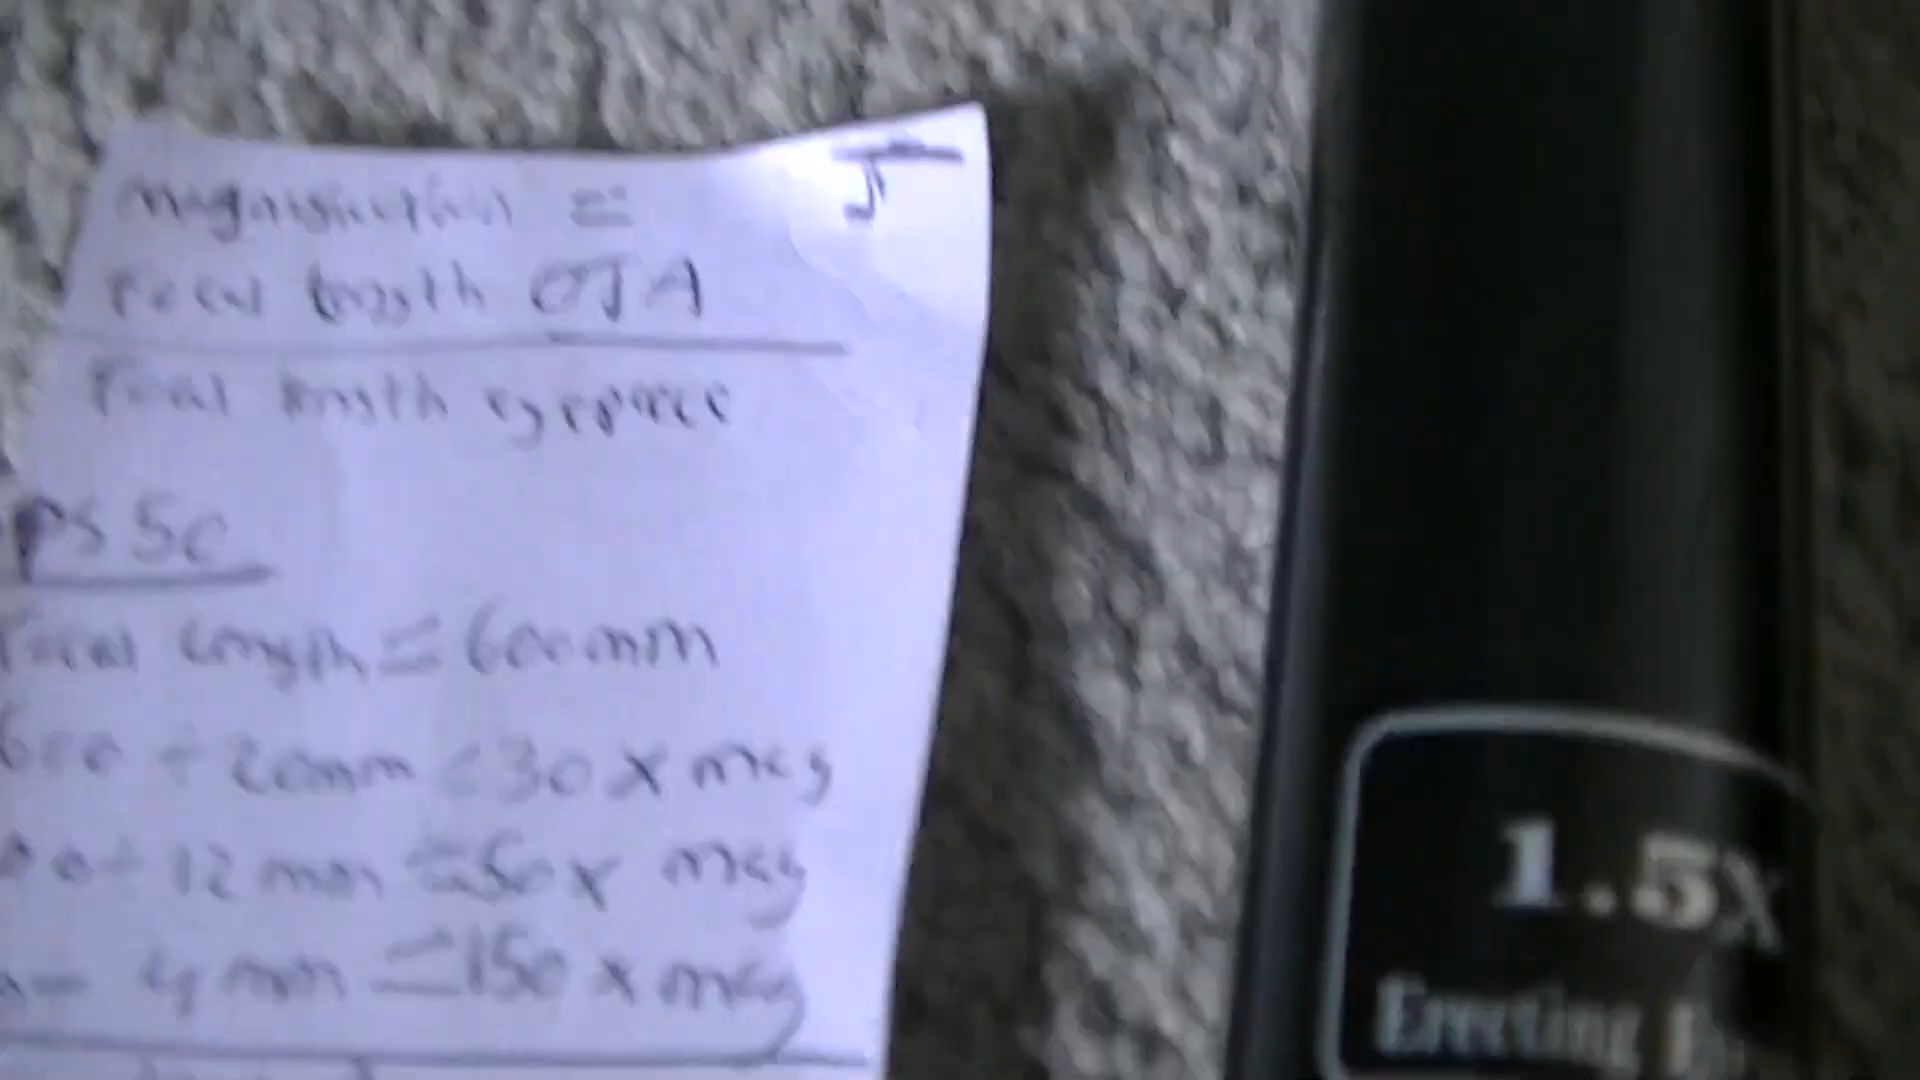 Magnification =
Focal length OTA
Focal length eyepiece
PS 50
Focal Length = 600mm
600 ÷ 20mm = 30 x mag
÷ 12 mm = 50 x mag
4 mm = 150 x mag
1.5x
Erecting